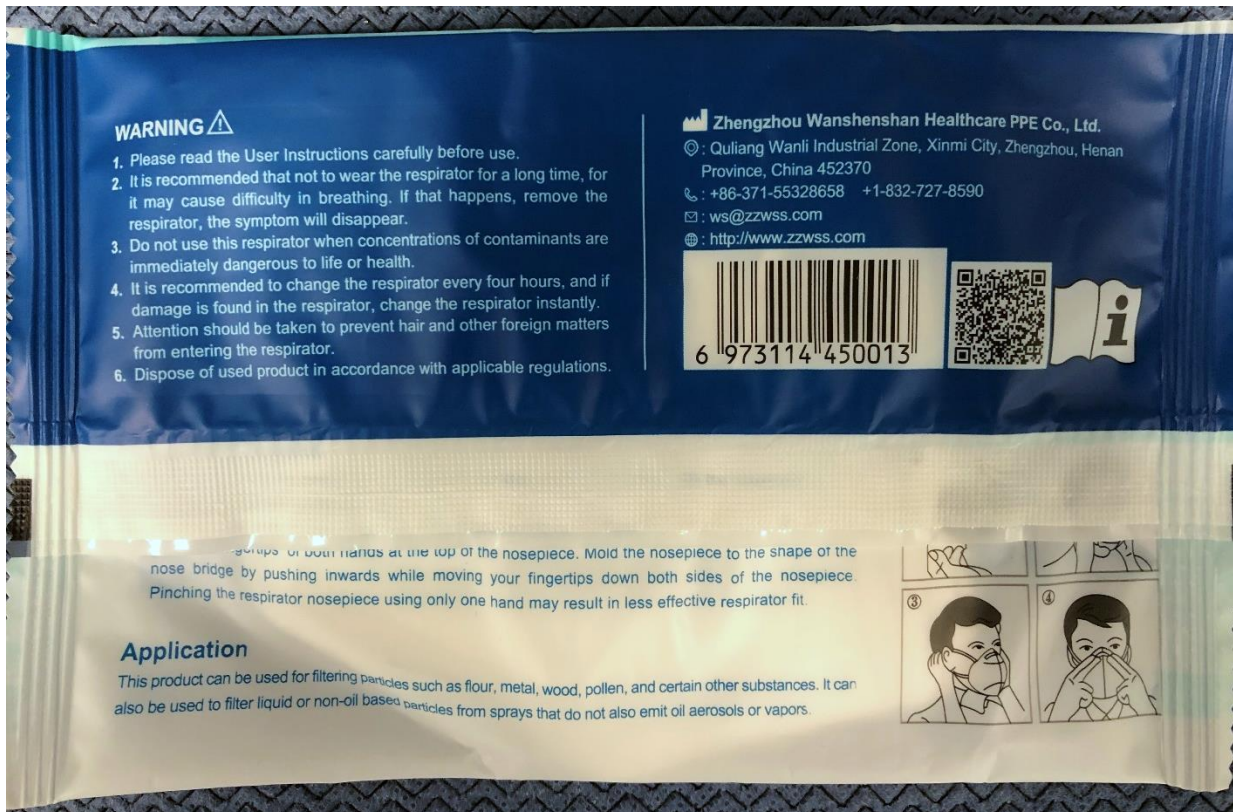 WARNING
1. Please read the User Instructions carefully before use.
2. It is recommended that not to wear the respirator for a long time, for
it may cause difficulty in breathing. If that happens, remove the
respirator, the symptom will disappear.
3. Do not use this respirator when concentrations of contaminants are
immediately dangerous to life or health.
4. It is recommended to change the respirator every four hours, and if
damage is found in the respirator, change the respirator instantly.
5. Attention should be taken to prevent hair and other foreign matters
from entering the respirator.
6. Dispose of used product in accordance with applicable regulations.
Zhengzhou Wanshenshan Healthcare PPE Co., Ltd.
: Quliang Wanli Industrial Zone, Xinmi City, Zhengzhou, Henan
Province, China 452370
: +86-371-55328658 +1-832-727-8590
: ws@zzwss.com
: http://www.zzwss.com
6 973114 450013
i
of both hands at the top of the nosepiece. Mold the nosepiece to the shape of the
nose bridge by pushing inwards while moving your fingertips down both sides of the nosepiece.
Pinching the respirator nosepiece using only one hand may result in less effective respirator fit.
Application
This product can be used for filtering particles such as flour, metal, wood, pollen, and certain other substances. It can
also be used to filter liquid or non-oil based particles from sprays that do not also emit oil aerosols or vapors.
③
④